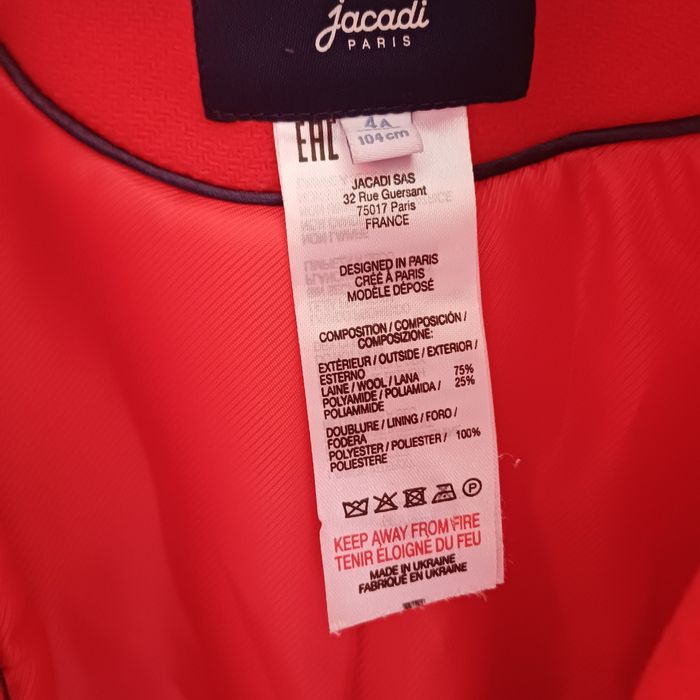 jacadi
PARIS
EAC
4A
104 cm
JACADI SAS
32 Rue Guersant
75017 Paris
FRANCE
DESIGNED IN PARIS
CRÉÉ À PARIS
MODÈLE DÉPOSÉ
COMPOSITION / COMPOSICIÓN /
COMPOSIZIONE:
EXTÉRIEUR / OUTSIDE / EXTERIOR /
ESTERNO
LAINE / WOOL / LANA 75%
POLYAMIDE / POLIAMIDA / 25%
POLIAMMIDE
DOUBLURE / LINING / FORO /
FODERA
POLYESTER / POLIESTER / 100%
POLIESTERE
P
KEEP AWAY FROM FIRE
TENIR ÉLOIGNÉ DU FEU
MADE IN UKRAINE
FABRIQUÉ EN UKRAINE